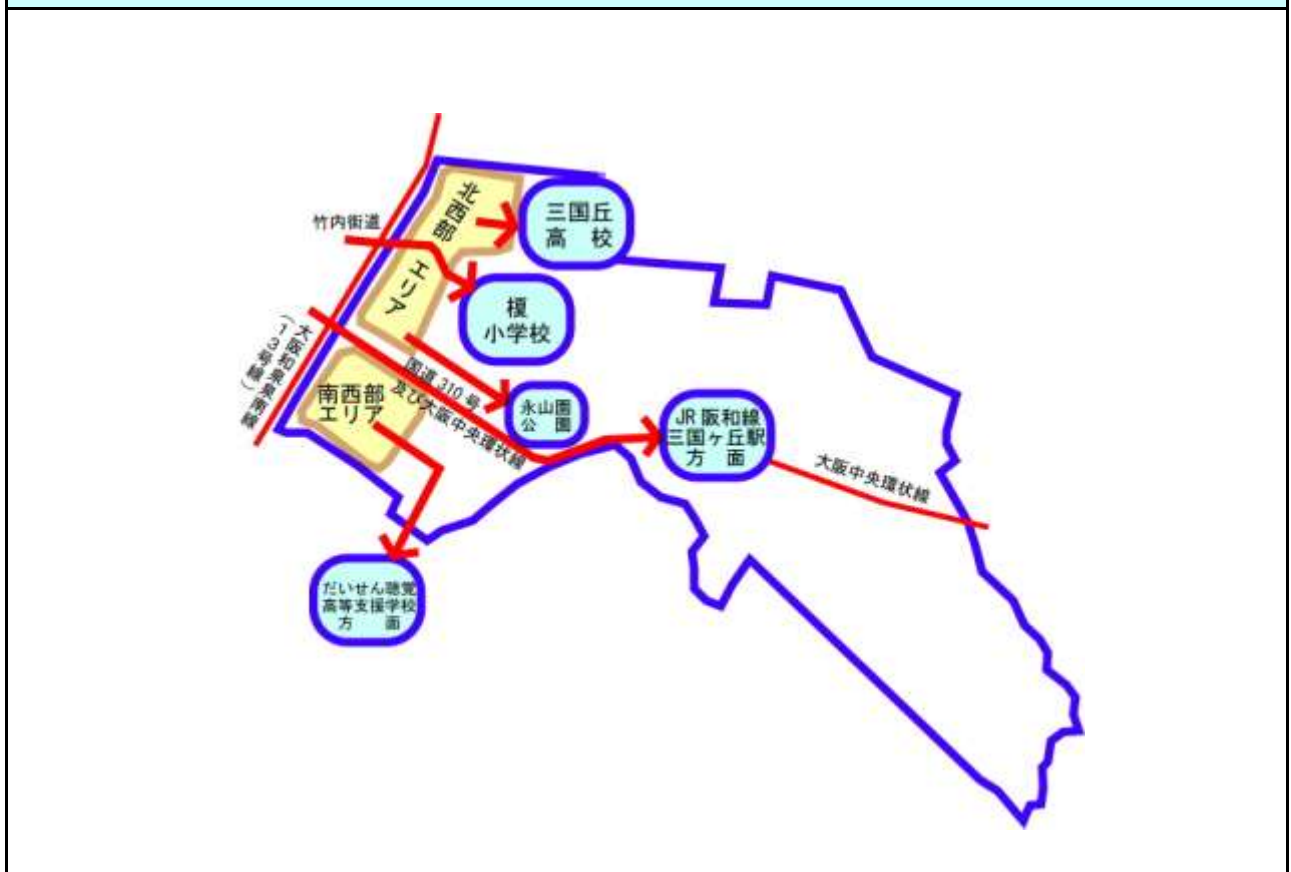 北西部
エリア
三国丘
高　校
竹内街道
榎
小学校
大阪和泉泉南線
（13号線）
国道310号
及び大阪中央環状線
南西部
エリア
永山園
公　園
JR阪和線
三国ヶ丘駅
方　面
大阪中央環状線
だいせん聴覚
高等支援学校
方　　面